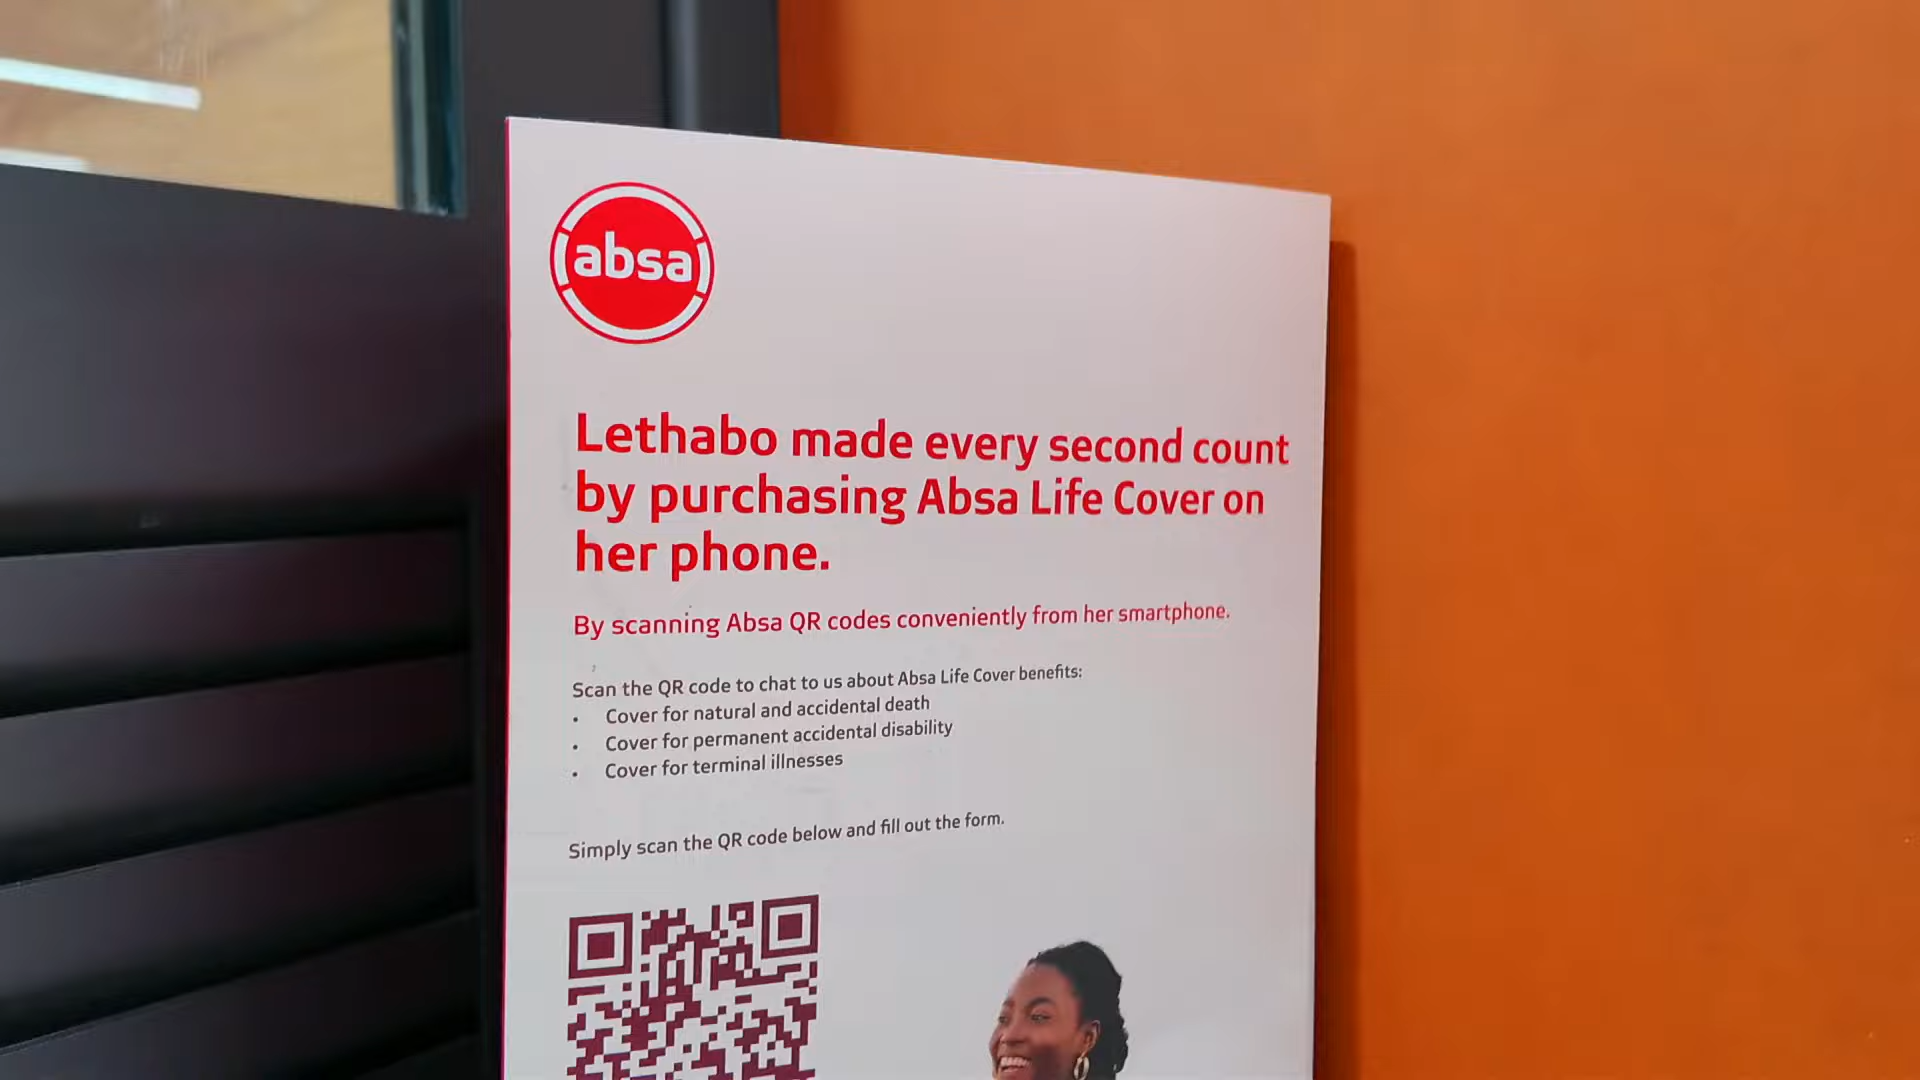 absa
Lethabo made every second count
by purchasing Absa Life Cover on
her phone.
By scanning Absa QR codes conveniently from her smartphone.
Scan the QR code to chat to us about Absa Life Cover benefits:
• Cover for natural and accidental death
• Cover for permanent accidental disability
• Cover for terminal illnesses
Simply scan the QR code below and fill out the form.